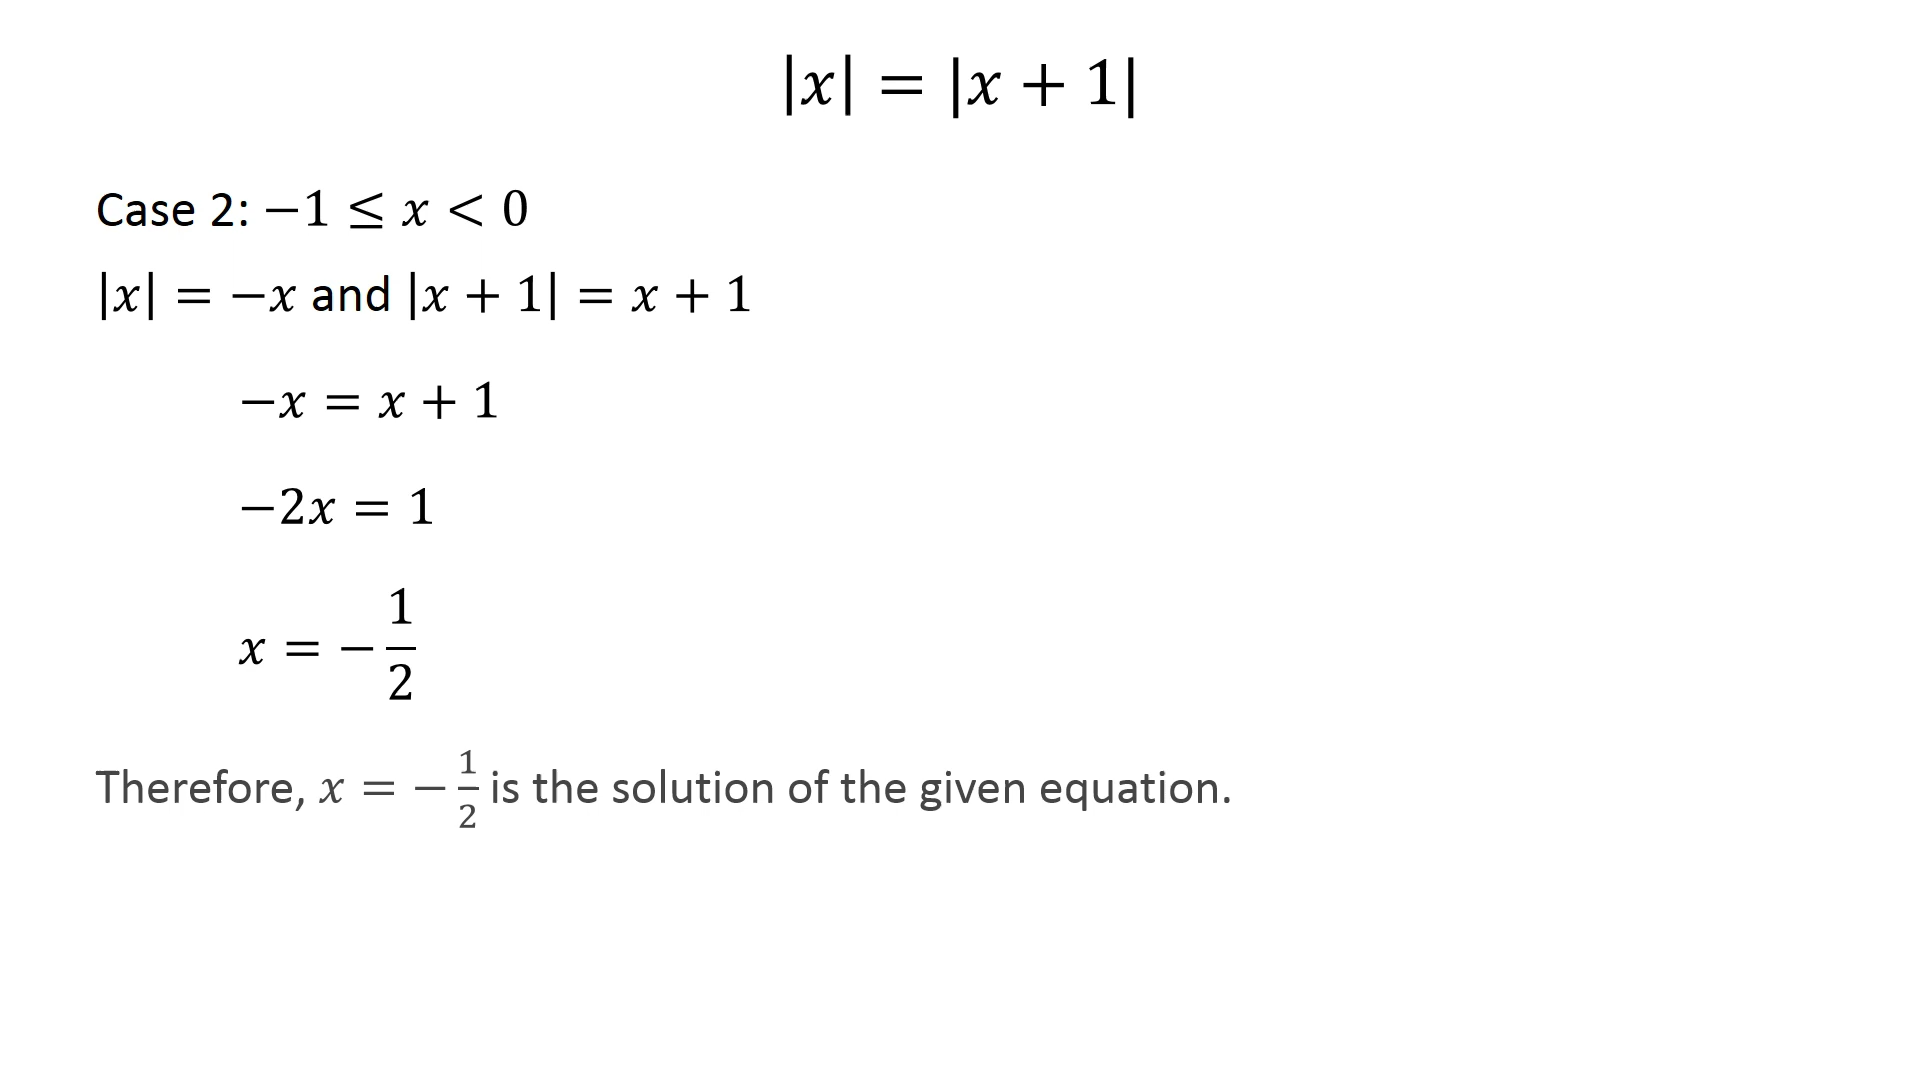 |x| = |x + 1|
Case 2: −1 ≤ x < 0
|x| = −x and |x + 1| = x + 1
−x = x + 1
−2x = 1
x = −1/2
Therefore, x = −1/2 is the solution of the given equation.